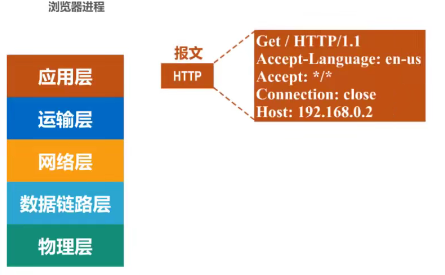 浏览器进程
应用层
运输层
网络层
数据链路层
物理层
报文
HTTP
Get / HTTP/1.1
Accept-Language: en-us
Accept: */*
Connection: close
Host: 192.168.0.2